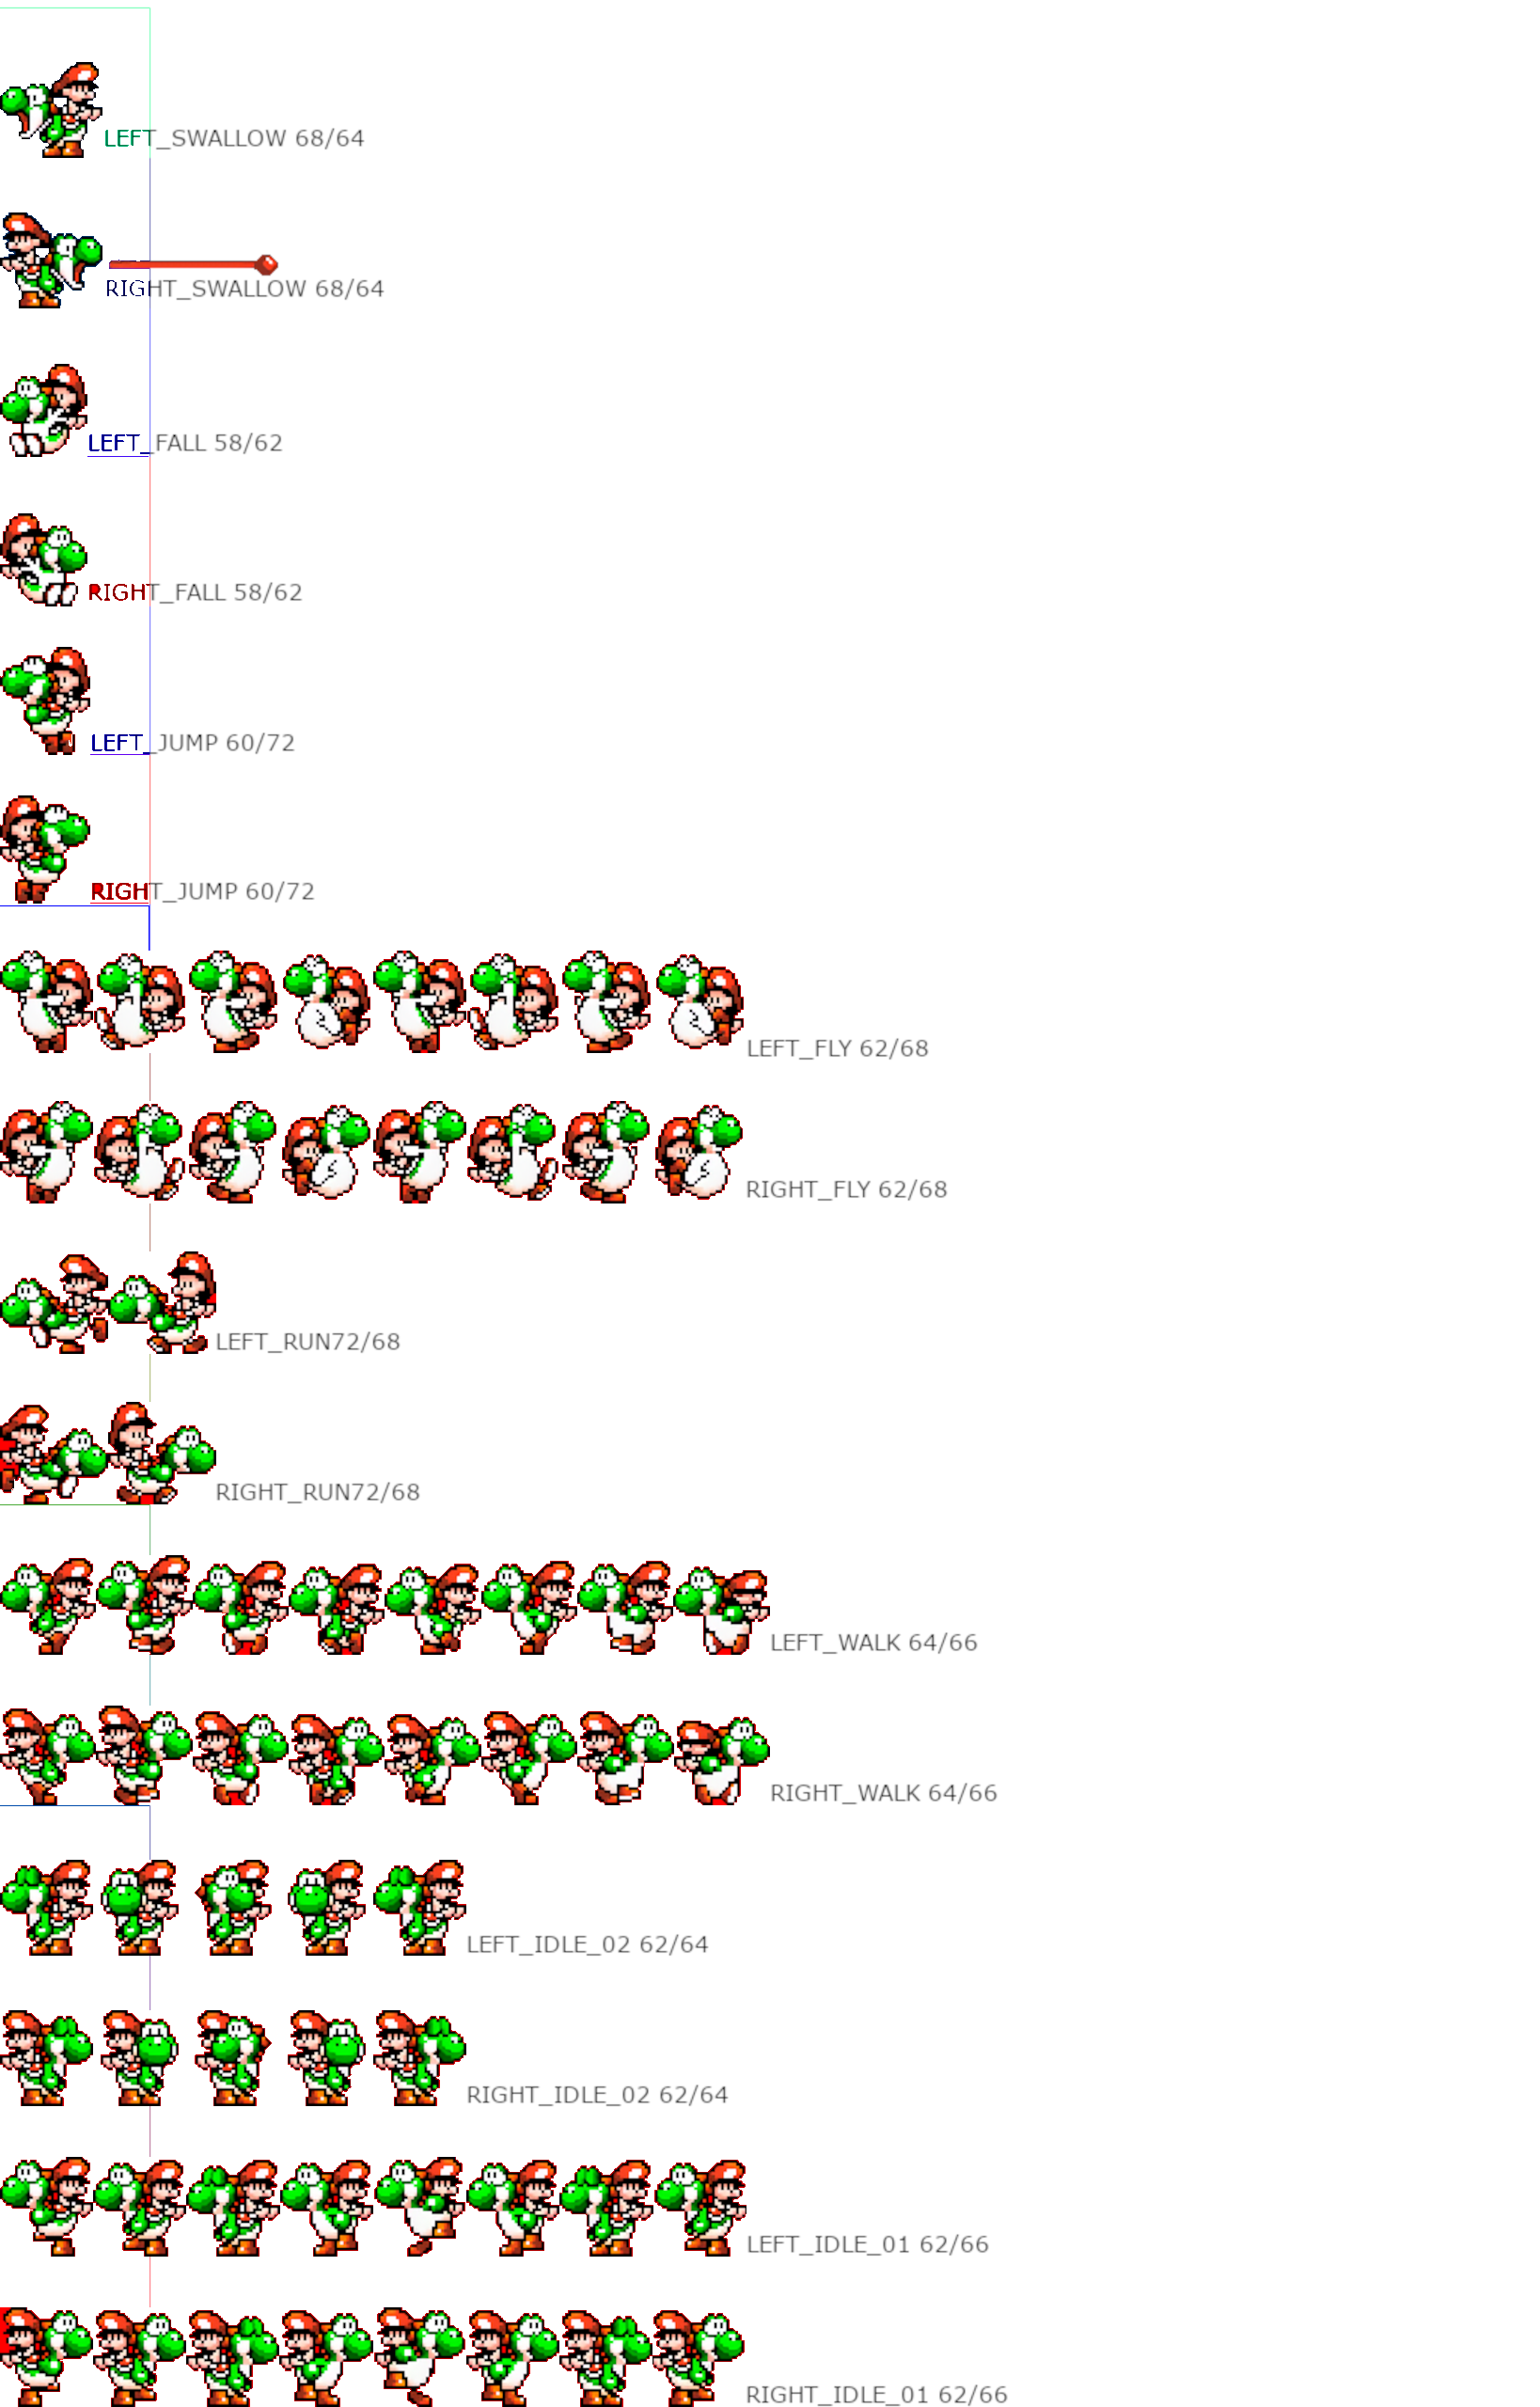 LEFT_SWALLOW 68/64
RIGHT_SWALLOW 68/64
LEFT_FALL 58/62
RIGHT_FALL 58/62
LEFT_JUMP 60/72
RIGHT_JUMP 60/72
LEFT_FLY 62/68
RIGHT_FLY 62/68
LEFT_RUN72/68
RIGHT_RUN72/68
LEFT_WALK 64/66
RIGHT_WALK 64/66
LEFT_IDLE_02 62/64
RIGHT_IDLE_02 62/64
LEFT_IDLE_01 62/66
RIGHT_IDLE_01 62/66